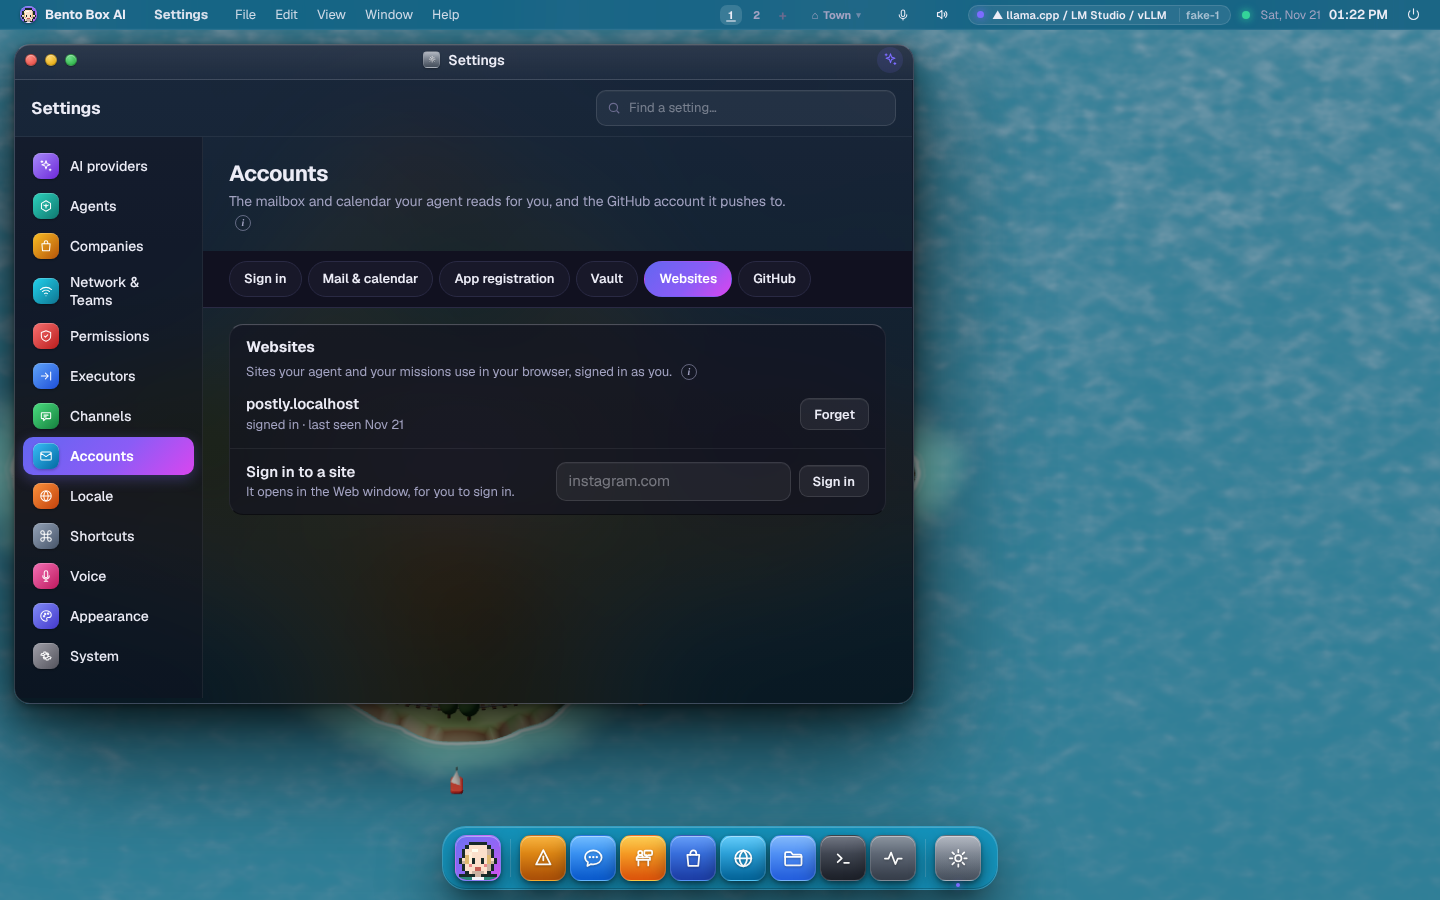 Bento Box AI Settings File Edit View Window Help 1 2 + Town llama.cpp / LM Studio / vLLM fake-1 Sat, Nov 21 01:22 PM
Settings
Settings
Find a setting...
AI providers
Agents
Companies
Network &
Teams
Permissions
Executors
Channels
Accounts
Locale
Shortcuts
Voice
Appearance
System
Accounts
The mailbox and calendar your agent reads for you, and the GitHub account it pushes to.
i
Sign in Mail & calendar App registration Vault Websites GitHub
Websites
Sites your agent and your missions use in your browser, signed in as you. i
postly.localhost
signed in · last seen Nov 21
Forget
Sign in to a site
It opens in the Web window, for you to sign in.
instagram.com
Sign in